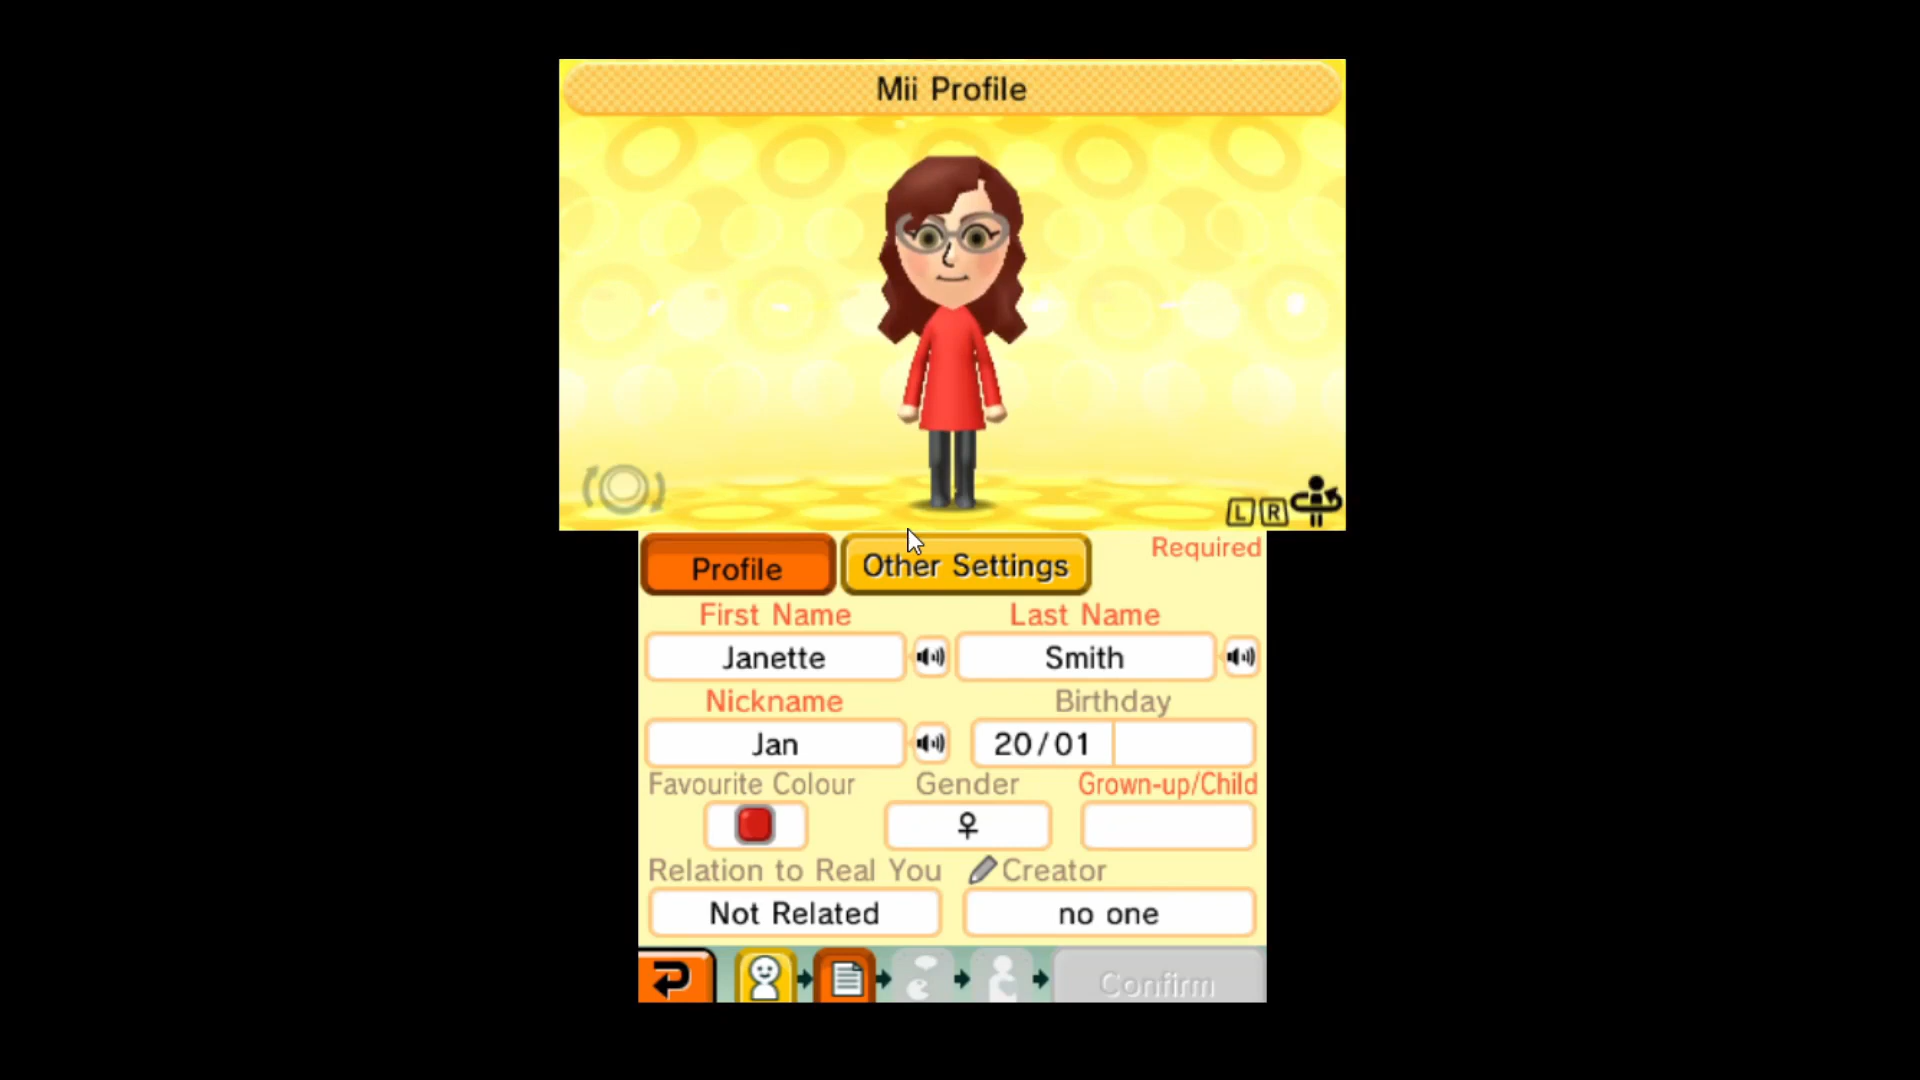 Mii Profile
L R
Profile
Other Settings
Required
First Name
Last Name
Janette
Smith
Nickname
Birthday
Jan
20/01
Favourite Colour
Gender
Grown-up/Child
♀
Relation to Real You
Creator
Not Related
no one
Confirm